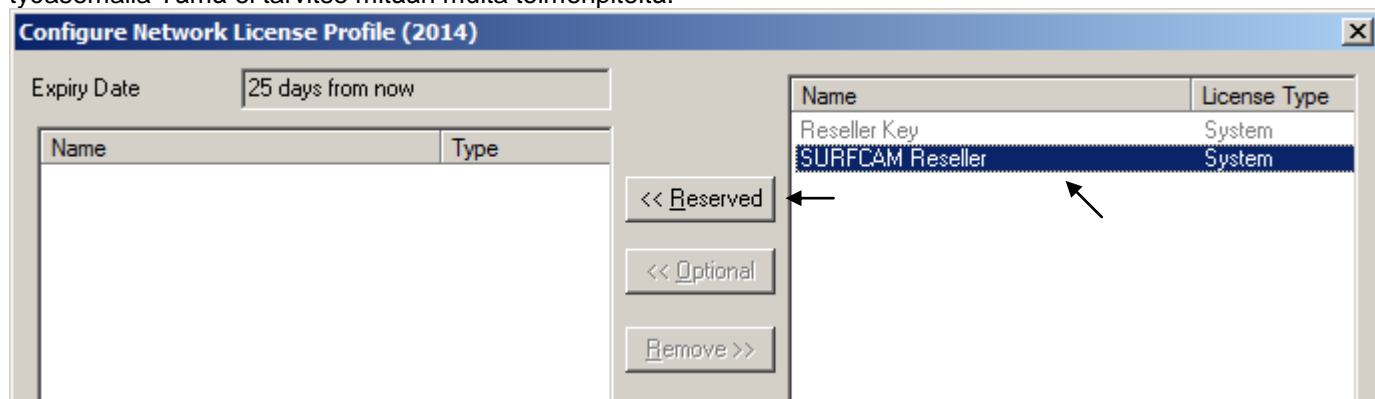 Configure Network License Profile (2014)
Expiry Date 25 days from now
Name Type
<< Reserved
<< Optional
Remove >>
Name License Type
Reseller Key System
SURFCAM Reseller System